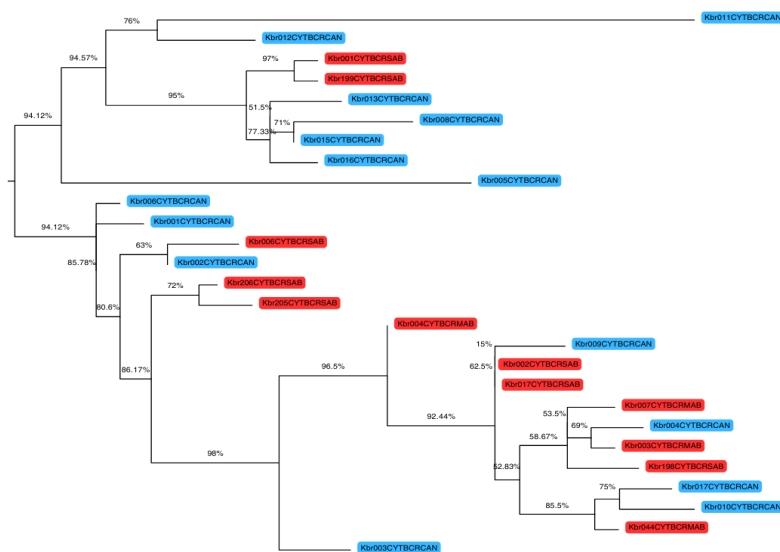 Kbr011CYTBCRCAN
76%
Kbr012CYTBCRCAN
94.57%
97%
Kbr001CYTBCRSAB
Kbr199CYTBCRSAB
95%
Kbr013CYTBCRCAN
51.5%
94.12%
71%
Kbr008CYTBCRCAN
77.33%
Kbr015CYTBCRCAN
Kbr016CYTBCRCAN
Kbr005CYTBCRCAN
Kbr006CYTBCRCAN
Kbr001CYTBCRCAN
94.12%
63%
Kbr006CYTBCRSAB
85.78%
Kbr002CYTBCRCAN
72%
Kbr206CYTBCRSAB
80.6%
Kbr205CYTBCRSAB
Kbr004CYTBCRMAB
15%
Kbr009CYTBCRCAN
96.5%
62.5%
Kbr002CYTBCRSAB
86.17%
Kbr017CYTBCRSAB
Kbr007CYTBCRMAB
53.5%
92.44%
69%
Kbr004CYTBCRCAN
58.67%
Kbr003CYTBCRMAB
98%
52.83%
Kbr198CYTBCRSAB
75%
Kbr017CYTBCRCAN
85.5%
Kbr010CYTBCRCAN
Kbr044CYTBCRMAB
Kbr003CYTBCRCAN